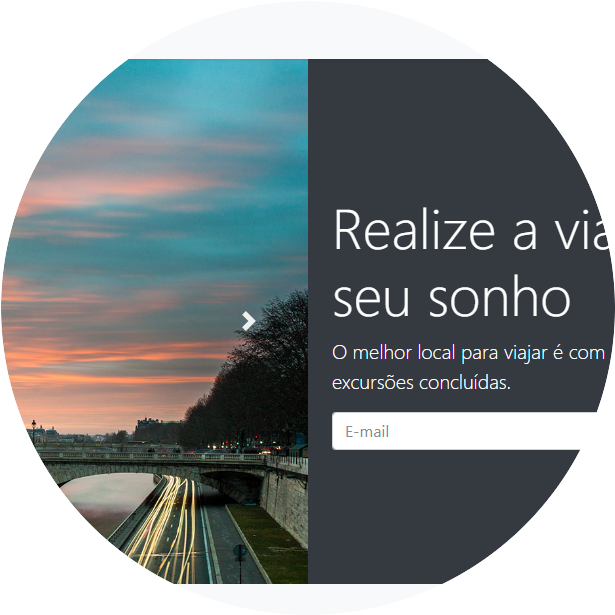 Realize a via
seu sonho
O melhor local para viajar é com
excursões concluídas.
E-mail